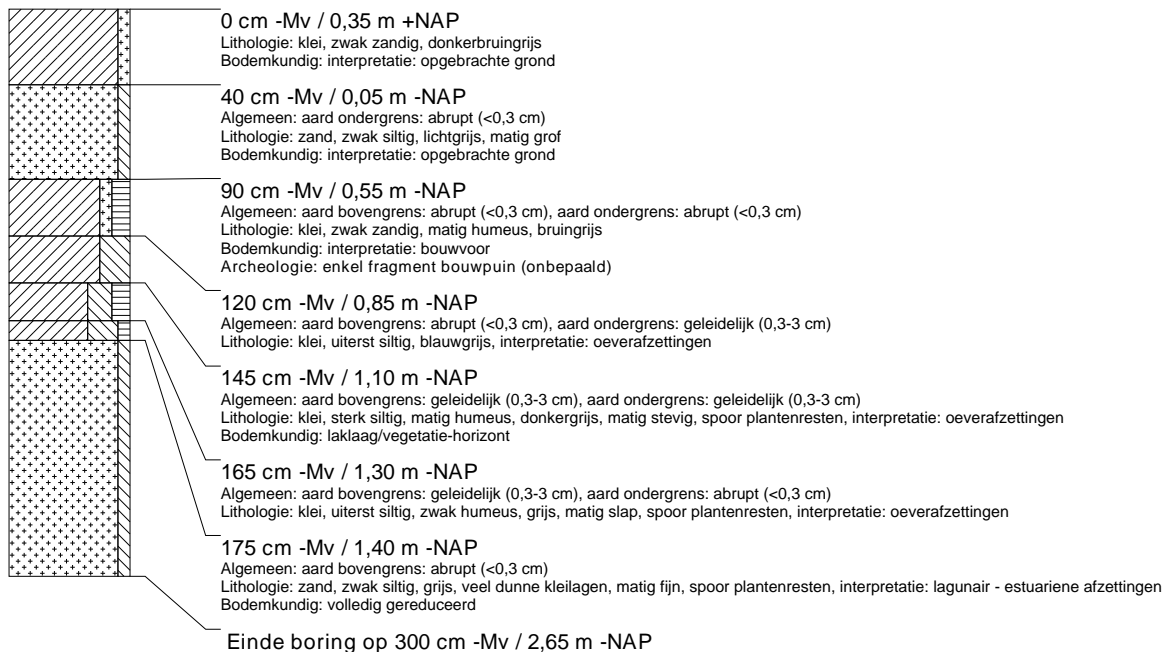 0 cm -Mv / 0,35 m +NAP
Lithologie: klei, zwak zandig, donkerbruingrijs
Bodemkundig: interpretatie: opgebrachte grond
40 cm -Mv / 0,05 m -NAP
Algemeen: aard ondergrens: abrupt (<0,3 cm)
Lithologie: zand, zwak siltig, lichtgrijs, matig grof
Bodemkundig: interpretatie: opgebrachte grond
90 cm -Mv / 0,55 m -NAP
Algemeen: aard bovengrens: abrupt (<0,3 cm), aard ondergrens: abrupt (<0,3 cm)
Lithologie: klei, zwak zandig, matig humeus, bruingrijs
Bodemkundig: interpretatie: bouwvoor
Archeologie: enkel fragment bouwpuin (onbepaald)
120 cm -Mv / 0,85 m -NAP
Algemeen: aard bovengrens: abrupt (<0,3 cm), aard ondergrens: geleidelijk (0,3-3 cm)
Lithologie: klei, uiterst siltig, blauwgrijs, interpretatie: oeverafzettingen
145 cm -Mv / 1,10 m -NAP
Algemeen: aard bovengrens: geleidelijk (0,3-3 cm), aard ondergrens: geleidelijk (0,3-3 cm)
Lithologie: klei, sterk siltig, matig humeus, donkergrijs, matig stevig, spoor plantenresten, interpretatie: oeverafzettingen
Bodemkundig: laklaag/vegetatie-horizont
165 cm -Mv / 1,30 m -NAP
Algemeen: aard bovengrens: geleidelijk (0,3-3 cm), aard ondergrens: abrupt (<0,3 cm)
Lithologie: klei, uiterst siltig, zwak humeus, grijs, matig slap, spoor plantenresten, interpretatie: oeverafzettingen
175 cm -Mv / 1,40 m -NAP
Algemeen: aard bovengrens: abrupt (<0,3 cm)
Lithologie: zand, zwak siltig, grijs, veel dunne kleilagen, matig fijn, spoor plantenresten, interpretatie: lagunair - estuariene afzettingen
Bodemkundig: volledig gereduceerd
Einde boring op 300 cm -Mv / 2,65 m -NAP